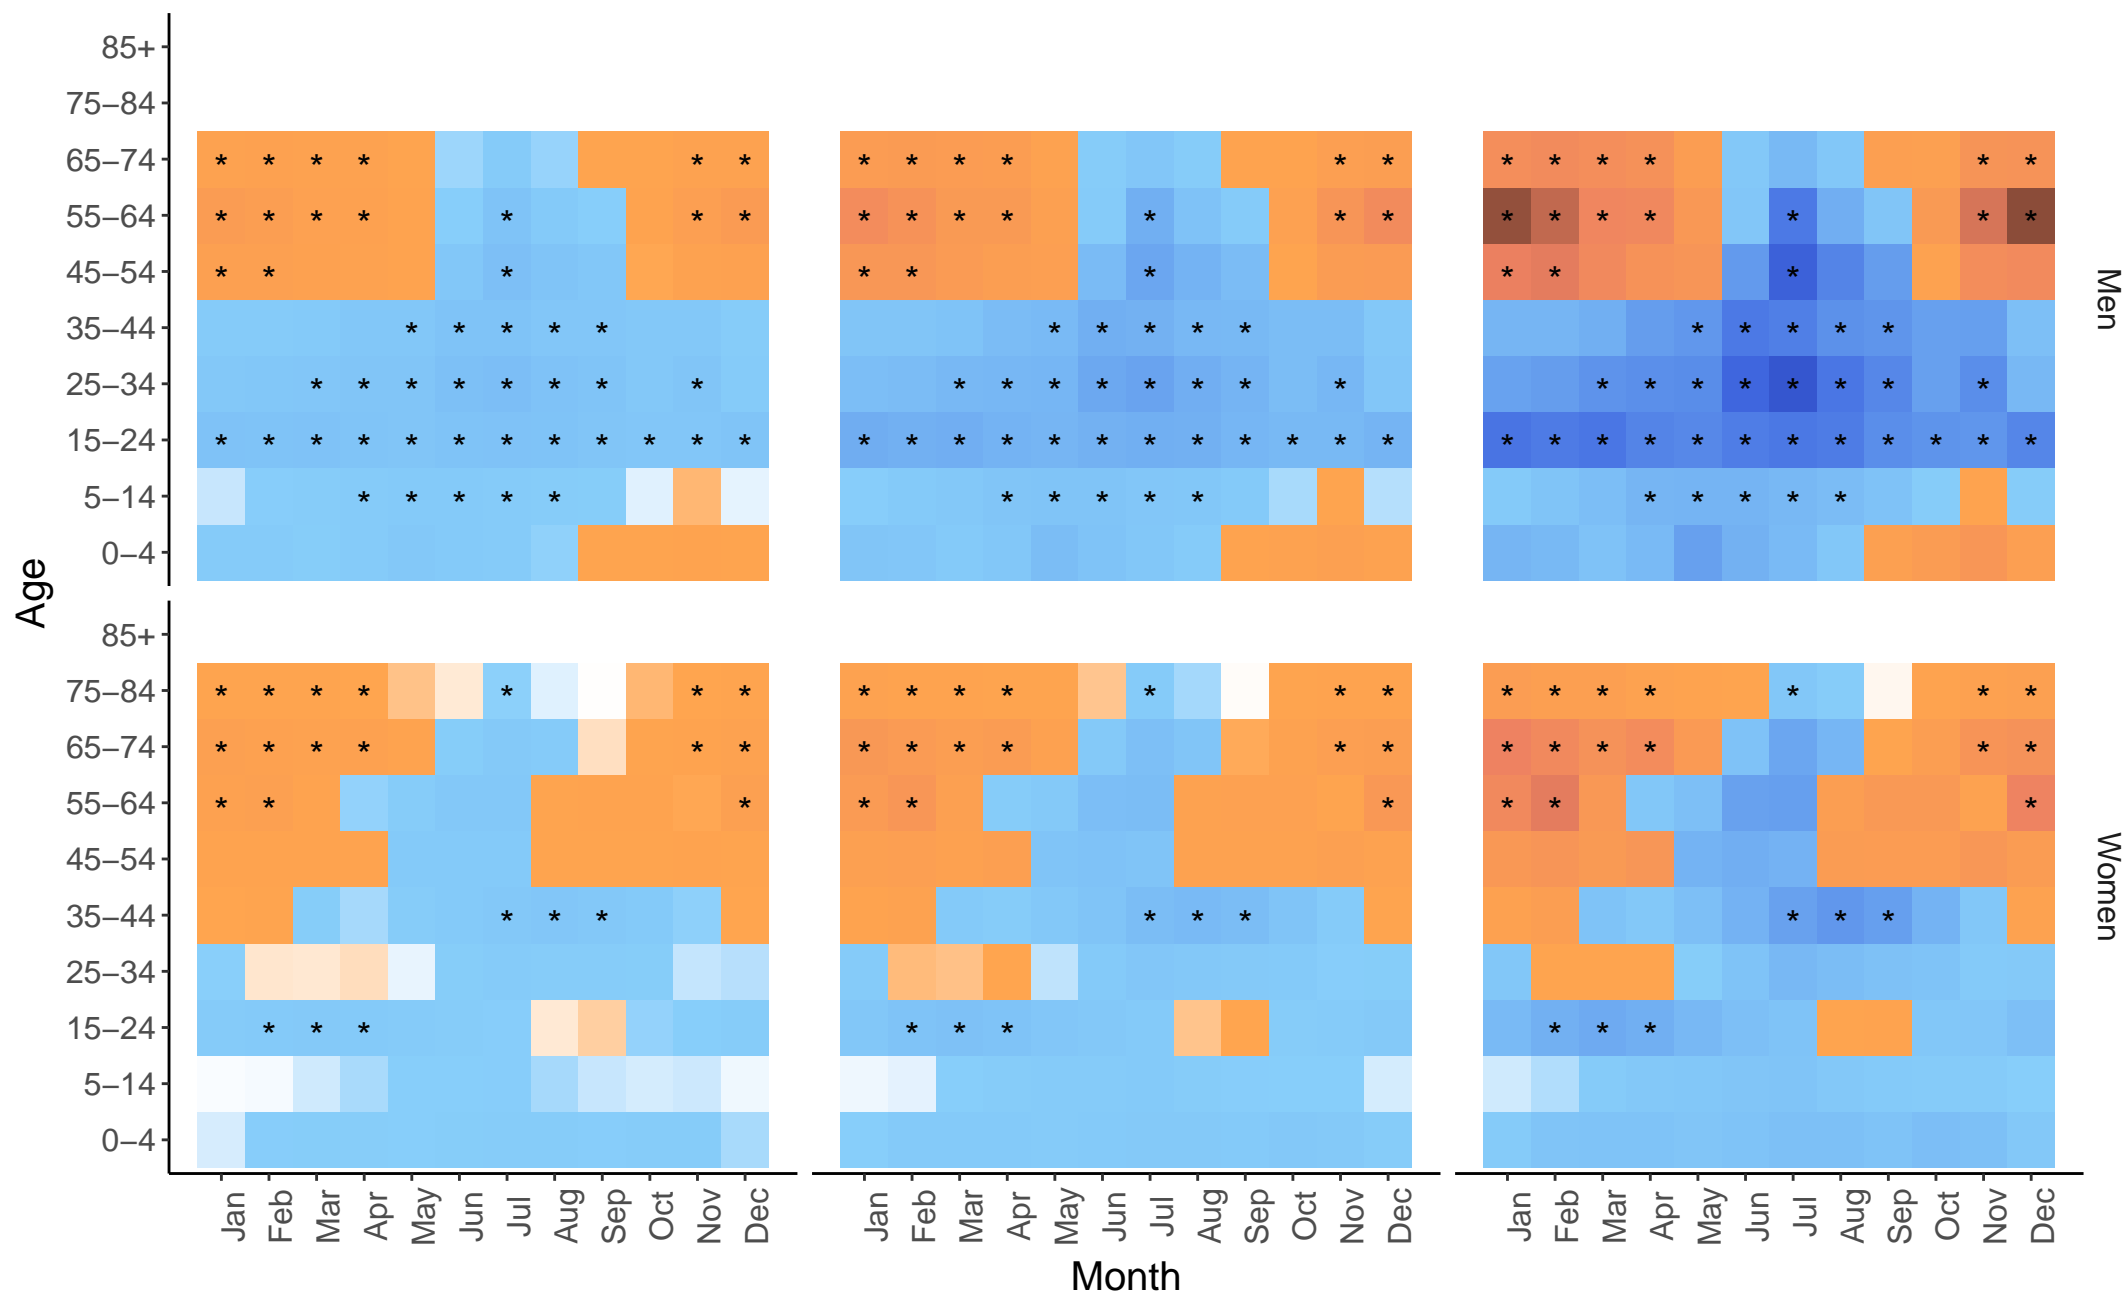 85+
75–84
65–74 * * * * * * * * * * * * * * * * * *
55–64 * * * * * * * * * * * * * * * * * * * * *
45–54 * * * * * * * * *
35–44 * * * * * * * * * * * * * * *
25–34 * * * * * * * * * * * * * * * * * * * * * * * *
15–24 * * * * * * * * * * * * * * * * * * * * * * * * * * * * * * * * * * * *
5–14 * * * * * * * * * * * * * * *
0–4
Men
Age
85+
75–84 * * * * * * * * * * * * * * * * * * * * *
65–74 * * * * * * * * * * * * * * * * * *
55–64 * * * * * * * * *
45–54
35–44 * * * * * * * * *
25–34
15–24 * * * * * * * * *
5–14
0–4
Women
Jan Feb Mar Apr May Jun Jul Aug Sep Oct Nov Dec
Jan Feb Mar Apr May Jun Jul Aug Sep Oct Nov Dec
Jan Feb Mar Apr May Jun Jul Aug Sep Oct Nov Dec
Month